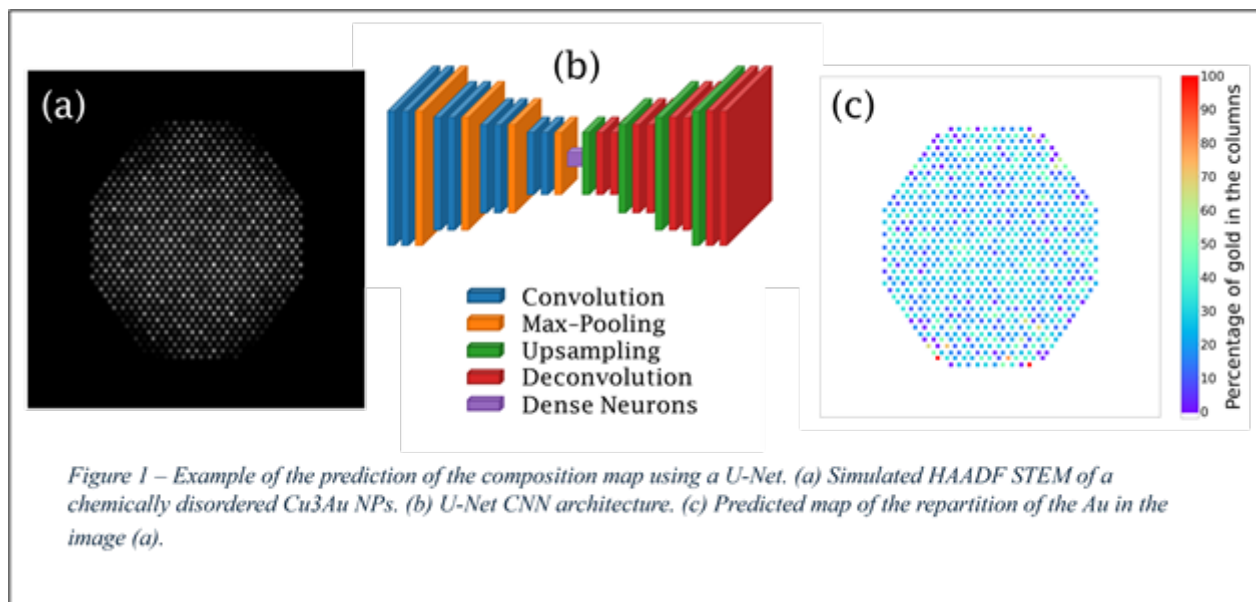 (a)
(b)
Convolution
Max-Pooling
Upsampling
Deconvolution
Dense Neurons
(c)
100
90
80
70
60
50
40
30
20
10
0
Percentage of gold in the columns
Figure 1 – Example of the prediction of the composition map using a U-Net. (a) Simulated HAADF STEM of a
chemically disordered Cu3Au NPs. (b) U-Net CNN architecture. (c) Predicted map of the repartition of the Au in the
image (a).